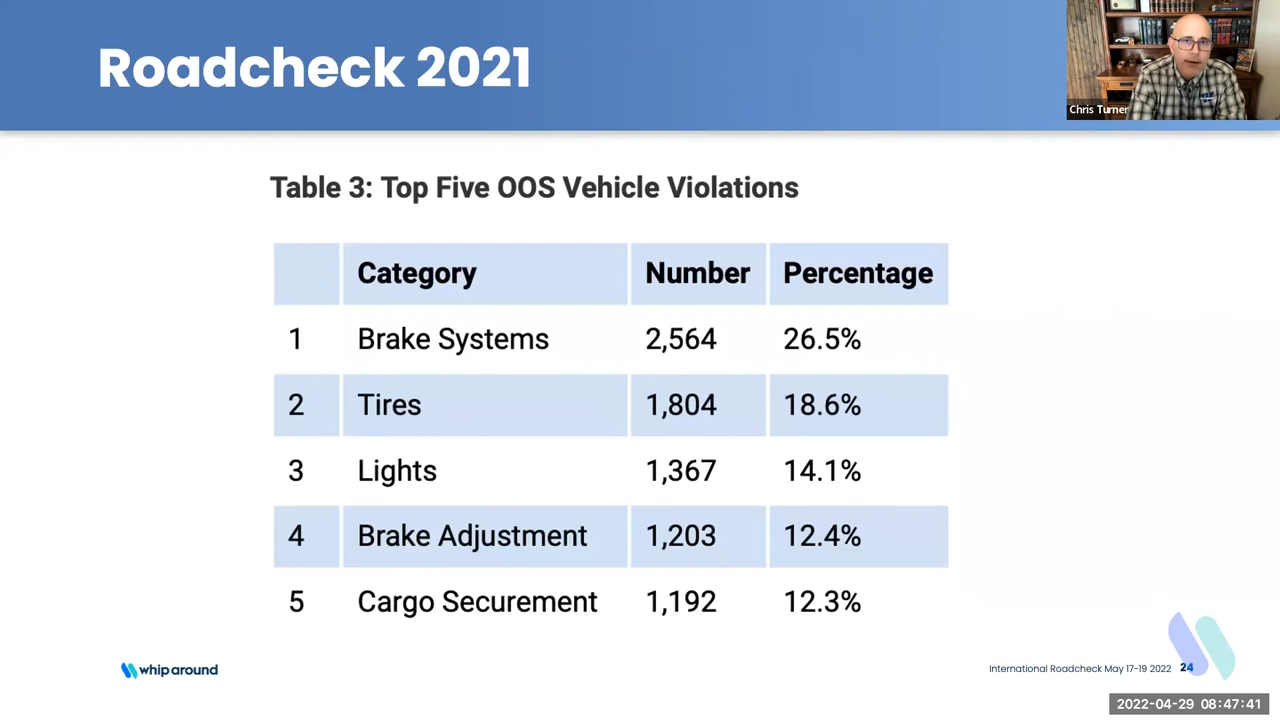 Roadcheck 2021
Chris Turner
Table 3: Top Five OOS Vehicle Violations
Category Number Percentage
1 Brake Systems 2,564 26.5%
2 Tires 1,804 18.6%
3 Lights 1,367 14.1%
4 Brake Adjustment 1,203 12.4%
5 Cargo Securement 1,192 12.3%
whip around
International Roadcheck May 17-19 2022 24
2022-04-29 08:47:41